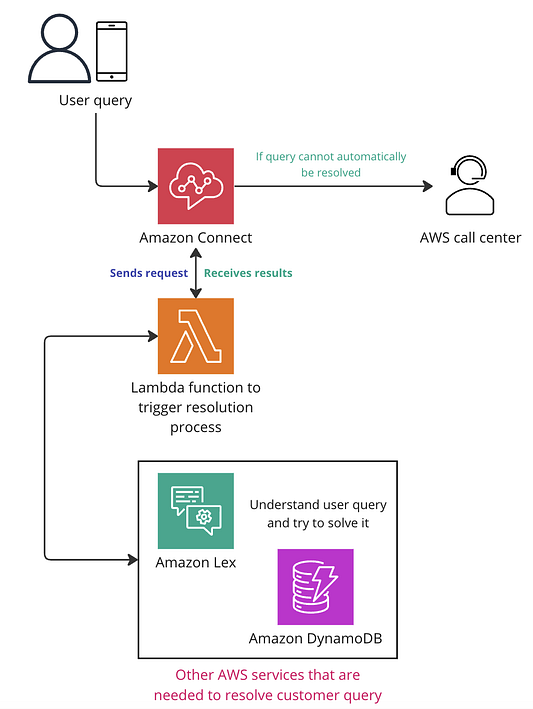 User query
If query cannot automatically
be resolved
Amazon Connect
AWS call center
Sends request
Receives results
Lambda function to
trigger resolution
process
Understand user query
and try to solve it
Amazon Lex
Amazon DynamoDB
Other AWS services that are
needed to resolve customer query